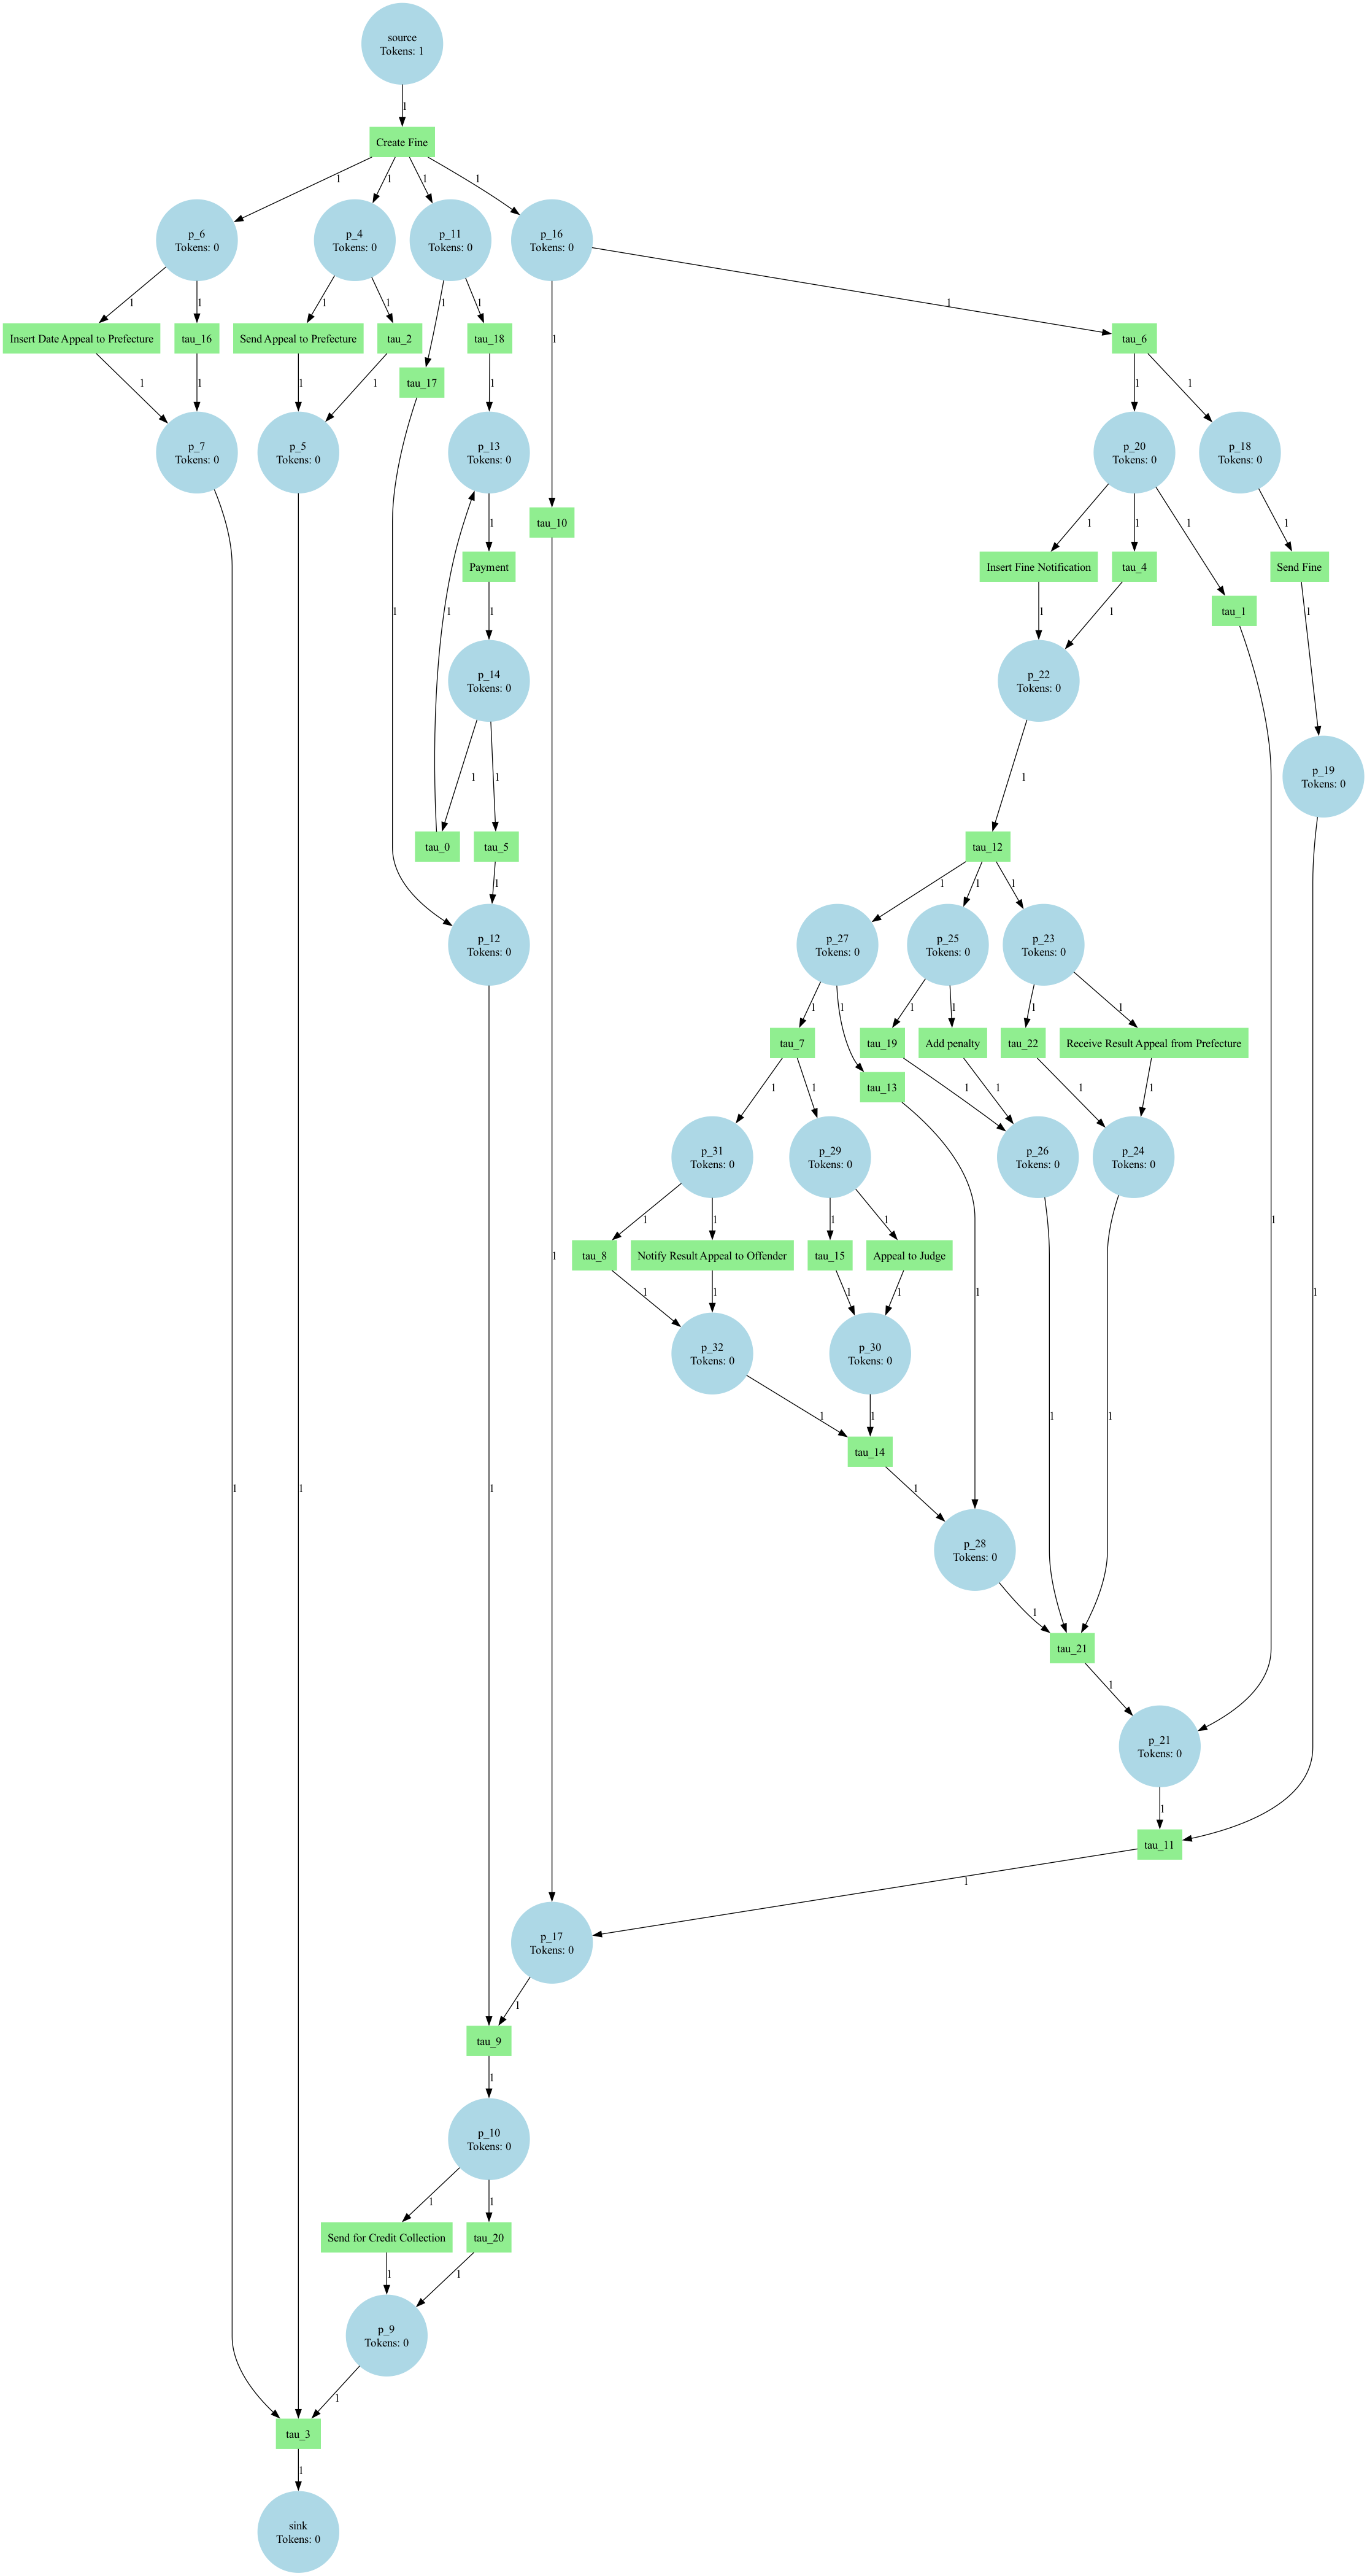 source
Tokens: 1
1
Create Fine
1
1
1
1
p_6
Tokens: 0
p_4
Tokens: 0
p_11
Tokens: 0
p_16
Tokens: 0
1
1
1
1
1
1
1
1
Insert Date Appeal to Prefecture
tau_16
Send Appeal to Prefecture
tau_2
tau_18
tau_6
tau_17
1
1
1
1
1
1
1
p_7
Tokens: 0
p_5
Tokens: 0
p_13
Tokens: 0
p_20
Tokens: 0
p_18
Tokens: 0
tau_10
1
1
1
1
1
Payment
Insert Fine Notification
tau_4
Send Fine
tau_1
1
1
1
1
1
1
p_14
Tokens: 0
p_22
Tokens: 0
p_19
Tokens: 0
1
1
1
tau_0
tau_5
tau_12
1
1
1
1
p_12
Tokens: 0
p_27
Tokens: 0
p_25
Tokens: 0
p_23
Tokens: 0
1
1
1
1
1
1
tau_7
tau_19
Add penalty
tau_22
Receive Result Appeal from Prefecture
tau_13
1
1
1
1
1
1
p_31
Tokens: 0
p_29
Tokens: 0
p_26
Tokens: 0
p_24
Tokens: 0
1
1
1
1
1
tau_8
Notify Result Appeal to Offender
tau_15
Appeal to Judge
1
1
1
1
1
1
1
p_32
Tokens: 0
p_30
Tokens: 0
1
1
1
1
tau_14
1
1
1
1
p_28
Tokens: 0
1
tau_21
1
p_21
Tokens: 0
1
tau_11
1
p_17
Tokens: 0
1
tau_9
1
p_10
Tokens: 0
1
1
Send for Credit Collection
tau_20
1
1
p_9
Tokens: 0
1
tau_3
1
sink
Tokens: 0